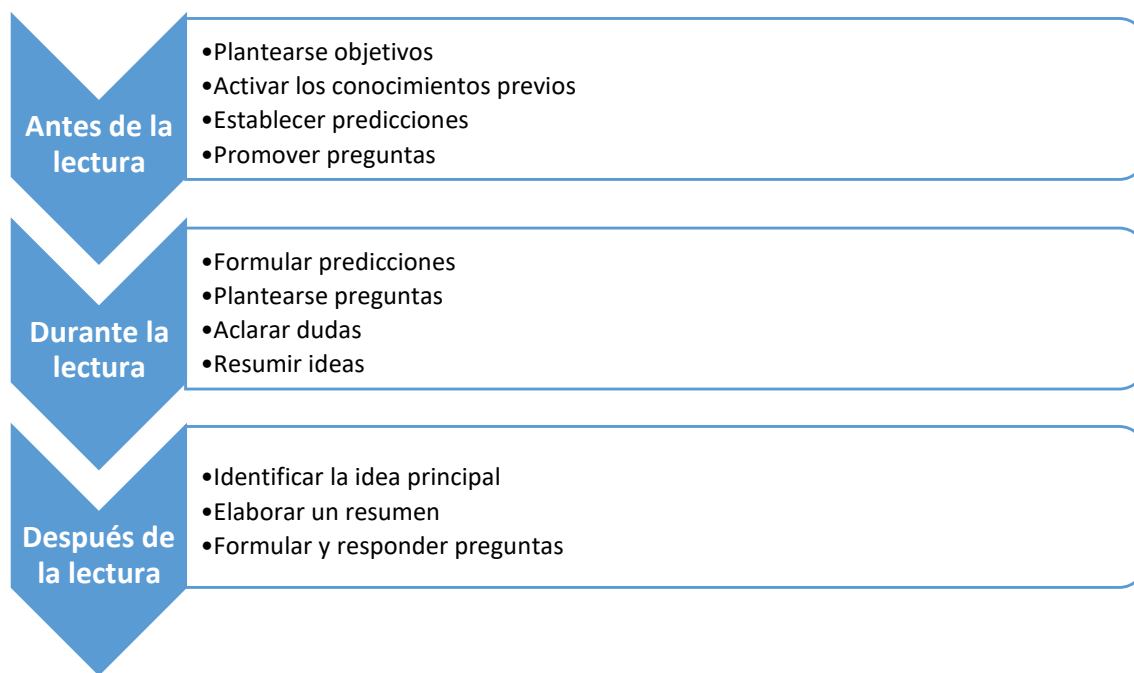 Antes de la
lectura
•Plantearse objetivos
•Activar los conocimientos previos
•Establecer predicciones
•Promover preguntas
Durante la
lectura
•Formular predicciones
•Plantearse preguntas
•Aclarar dudas
•Resumir ideas
Después de
la lectura
•Identificar la idea principal
•Elaborar un resumen
•Formular y responder preguntas